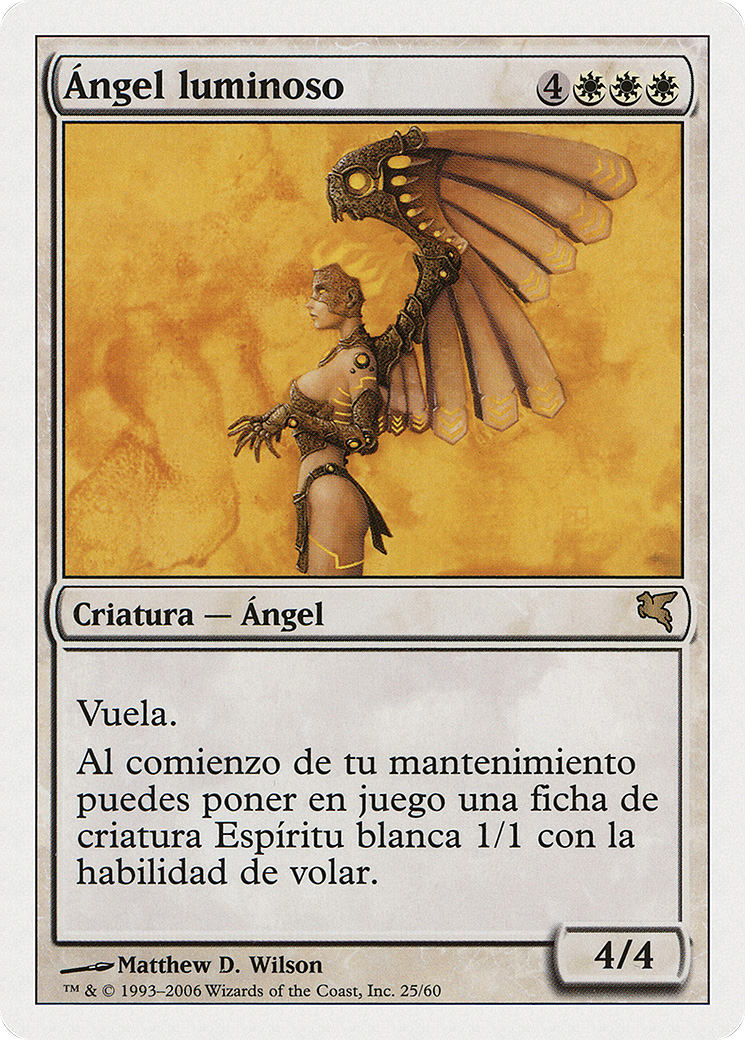 Ángel luminoso 4
Criatura — Ángel
Vuela.
Al comienzo de tu mantenimiento
puedes poner en juego una ficha de
criatura Espíritu blanca 1/1 con la
habilidad de volar.
4/4
Matthew D. Wilson
™ & © 1993–2006 Wizards of the Coast, Inc. 25/60